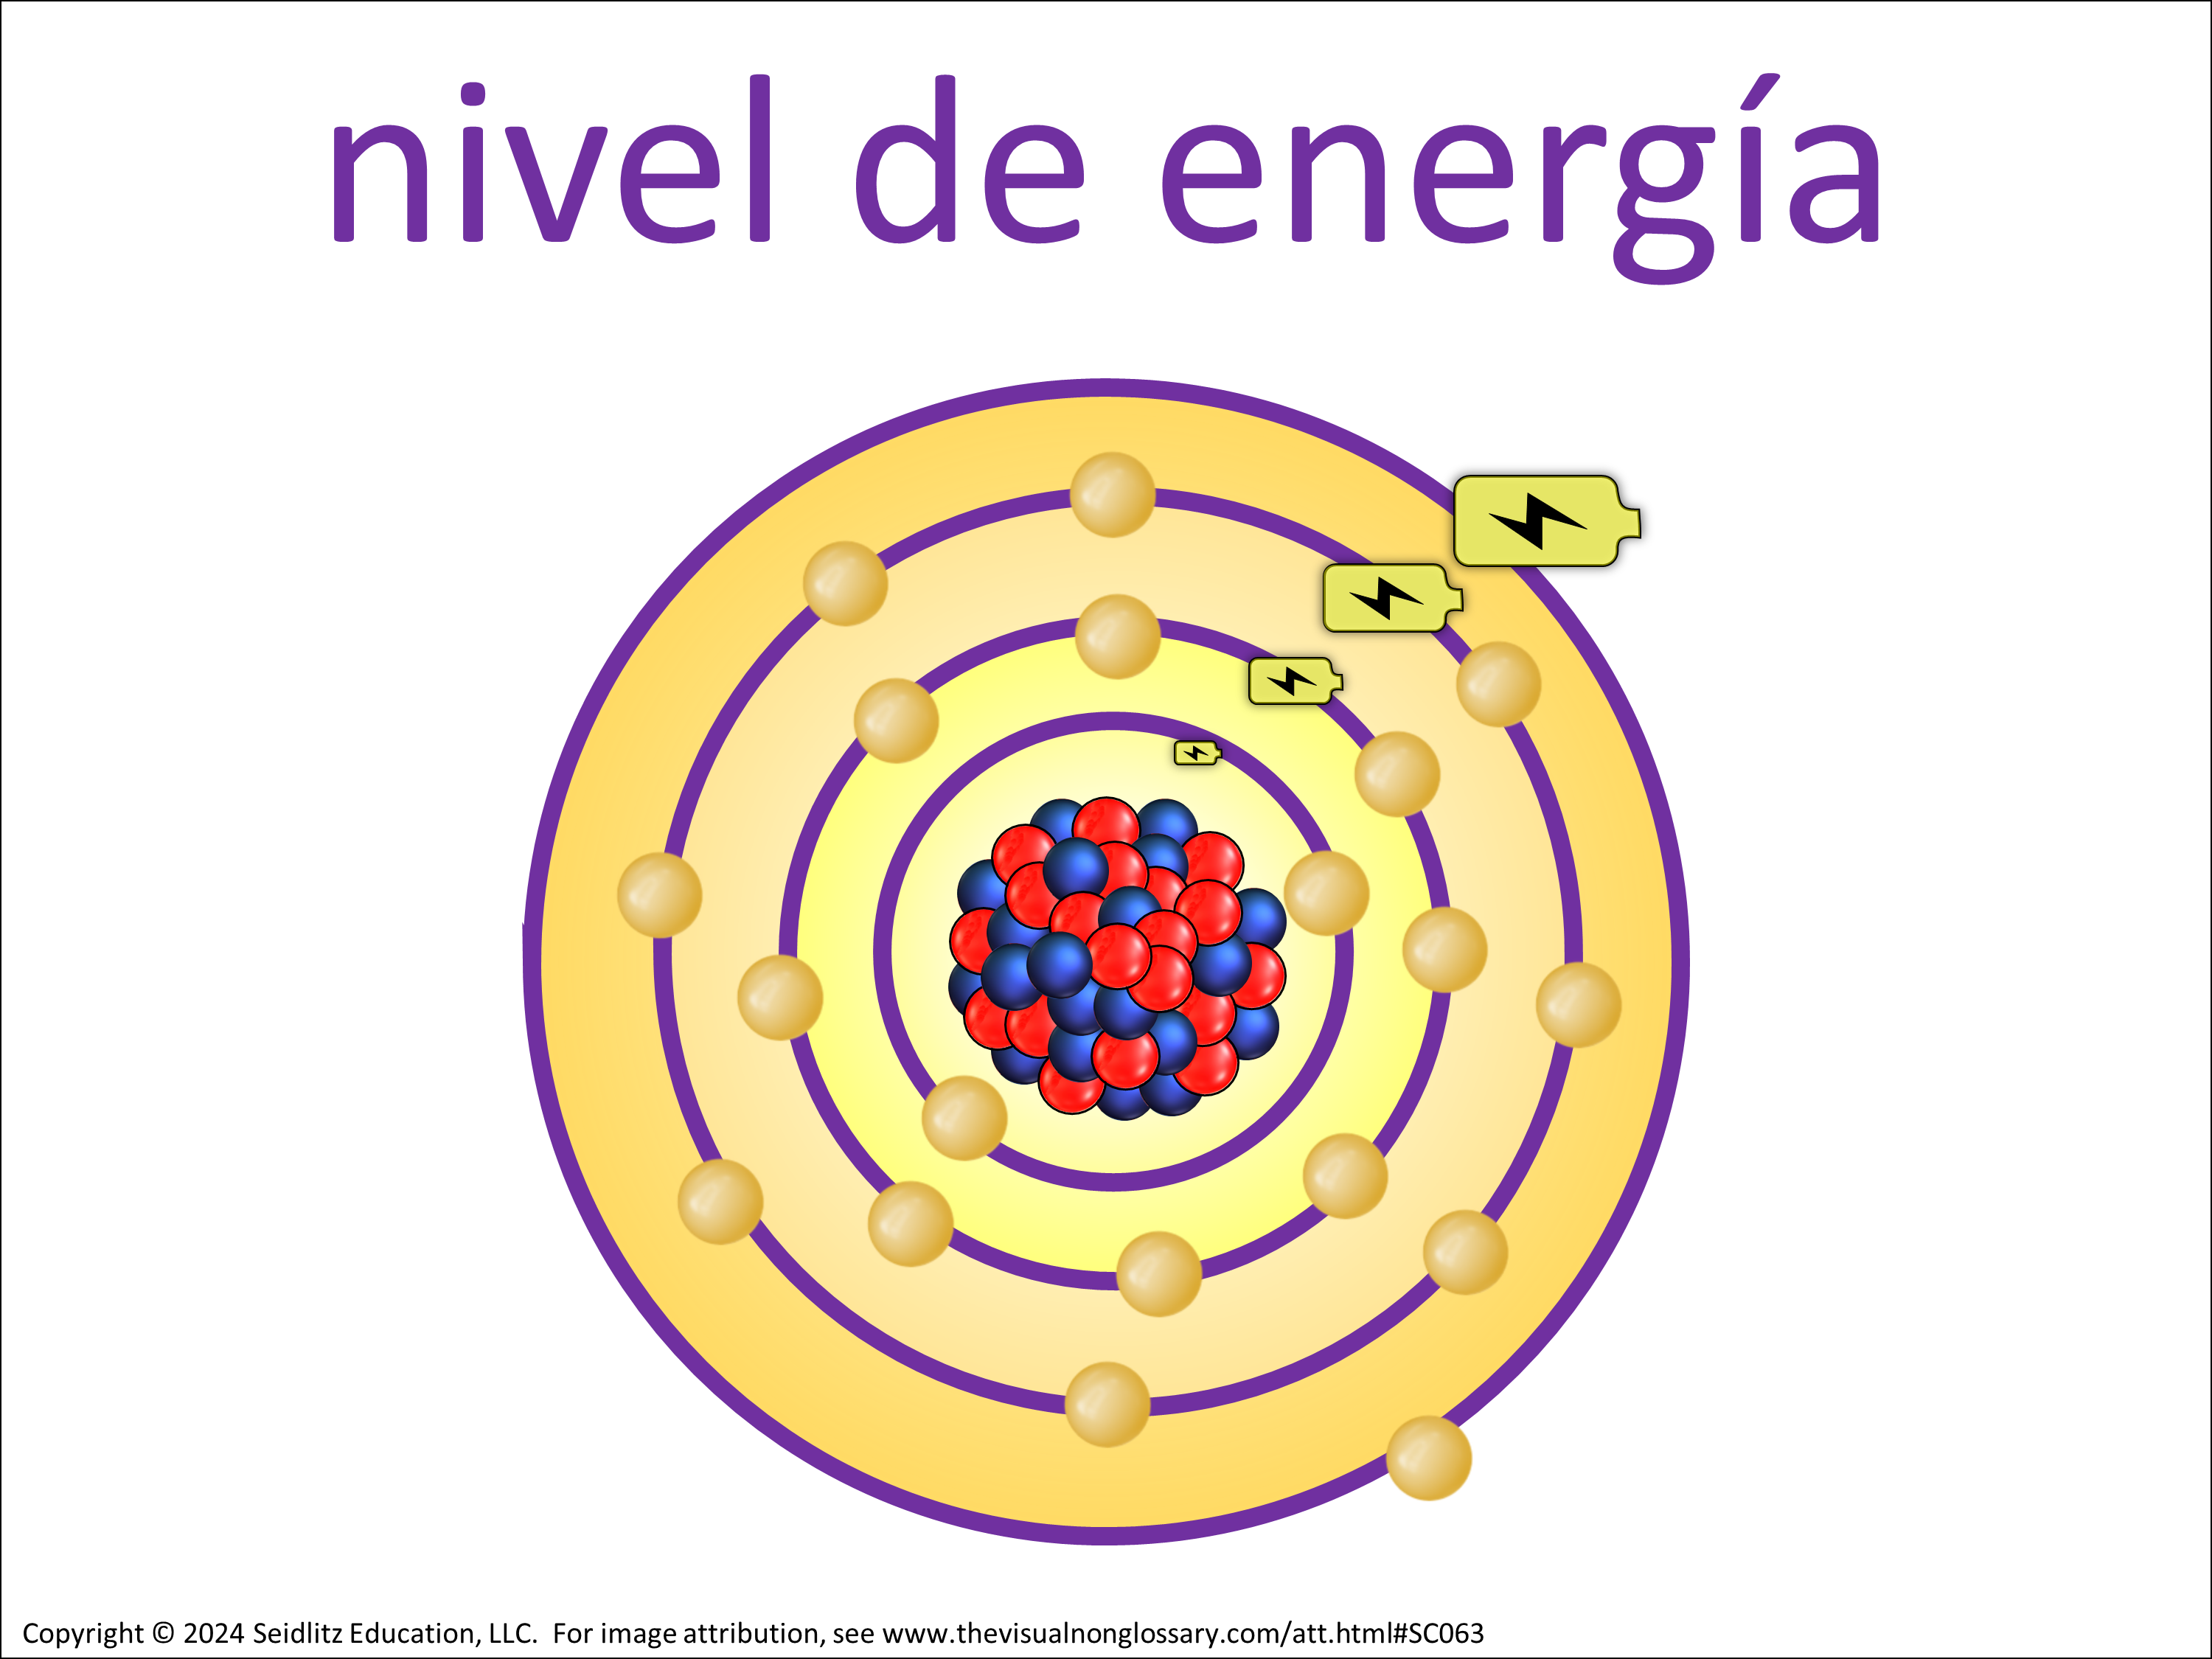 nivel de energía
Copyright © 2024 Seidlitz Education, LLC.  For image attribution, see www.thevisualnonglossary.com/att.html#SC063